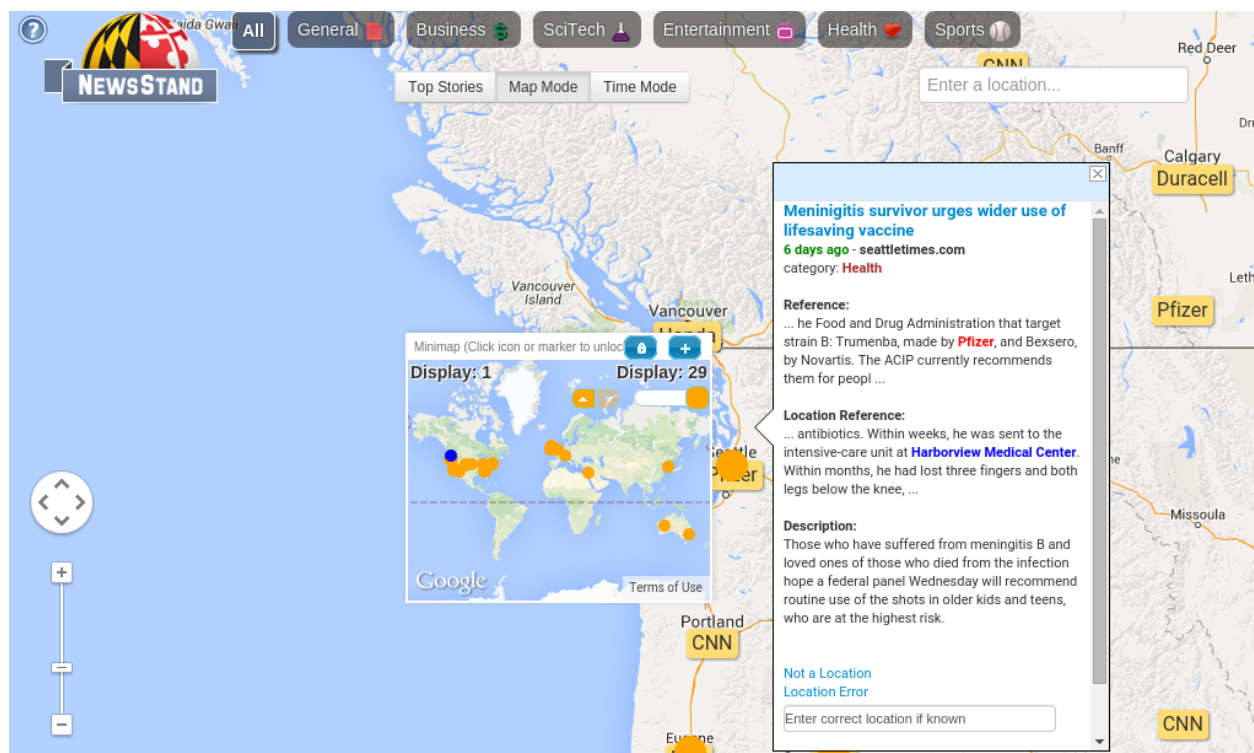 Haida Gwaii
All
General
Business
SciTech
Entertainment
Health
Sports
NEWSSTAND
Top Stories
Map Mode
Time Mode
Enter a location...
CNN
Red Deer
Banff
Calgary
Duracell
Pfizer
Vancouver
Island
Vancouver
Honda
Minimap (Click icon or marker to unloc
Display: 1
Display: 29
Google
Terms of Use
Seattle
Pfizer
Portland
CNN
Eugene
Missoula
CNN
Meninigitis survivor urges wider use of
lifesaving vaccine
6 days ago - seattletimes.com
category: Health
Reference:
... he Food and Drug Administration that target
strain B: Trumenba, made by Pfizer, and Bexsero,
by Novartis. The ACIP currently recommends
them for peopl ...
Location Reference:
... antibiotics. Within weeks, he was sent to the
intensive-care unit at Harborview Medical Center.
Within months, he had lost three fingers and both
legs below the knee, ...
Description:
Those who have suffered from meningitis B and
loved ones of those who died from the infection
hope a federal panel Wednesday will recommend
routine use of the shots in older kids and teens,
who are at the highest risk.
Not a Location
Location Error
Enter correct location if known